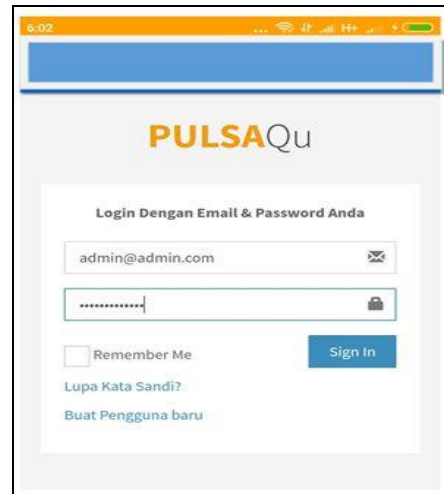 6:02 ... H+
PULSAQu
Login Dengan Email & Password Anda
admin@admin.com
•••••••••••••
Remember Me
Sign In
Lupa Kata Sandi?
Buat Pengguna baru